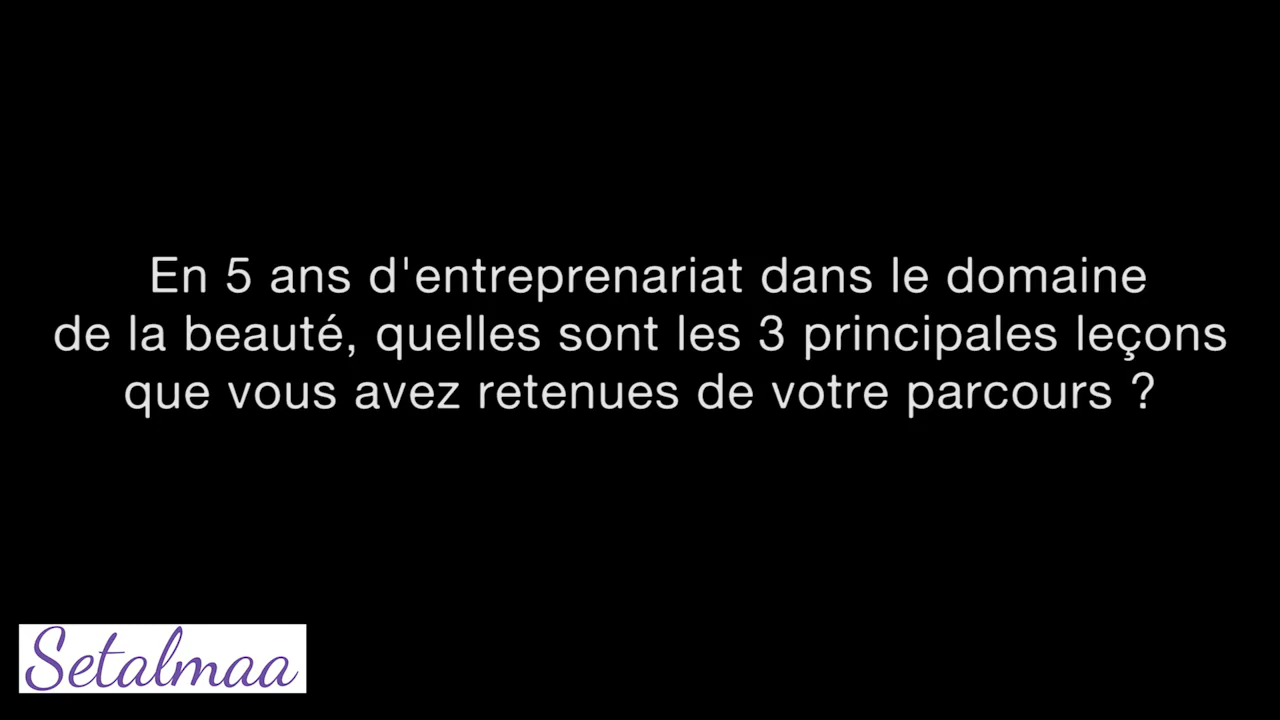 En 5 ans d'entreprenariat dans le domaine
de la beauté, quelles sont les 3 principales leçons
que vous avez retenues de votre parcours ?
Setalmaa